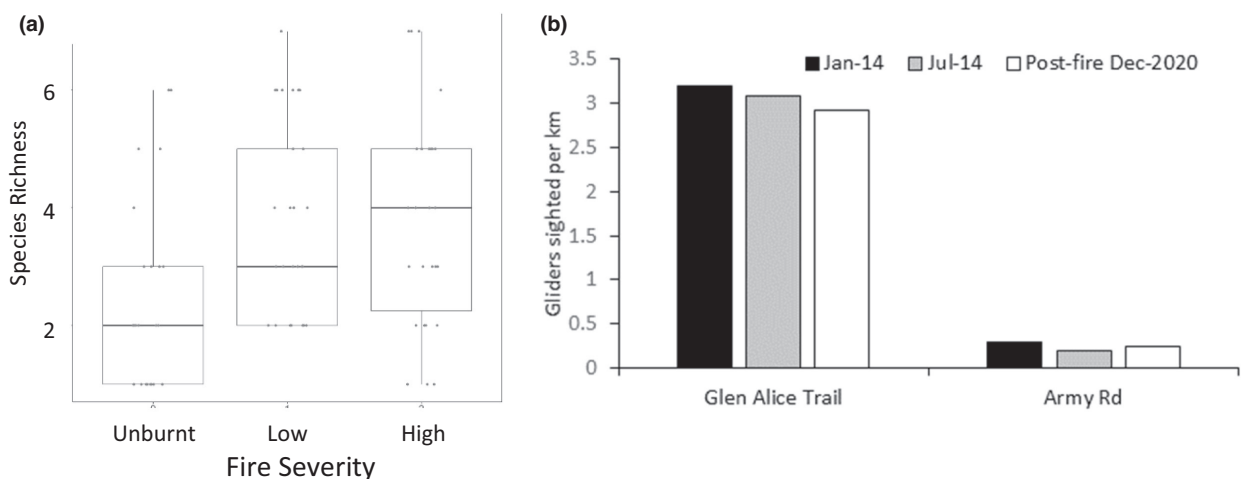 (a)
Species Richness
6
4
2
Unburnt
Low
High
Fire Severity
(b)
Jan-14 Jul-14 Post-fire Dec-2020
Gliders sighted per km
3.5
3
2.5
2
1.5
1
0.5
0
Glen Alice Trail
Army Rd